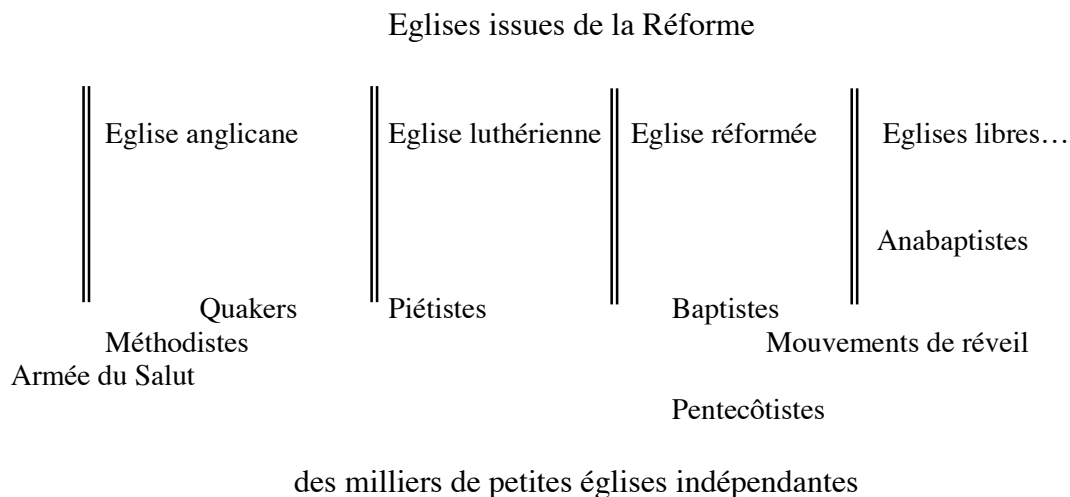 Eglises issues de la Réforme
Eglise anglicane Eglise luthérienne Eglise réformée Eglises libres…
Anabaptistes
Quakers Piétistes Baptistes
Méthodistes Mouvements de réveil
Armée du Salut
Pentecôtistes
des milliers de petites églises indépendantes